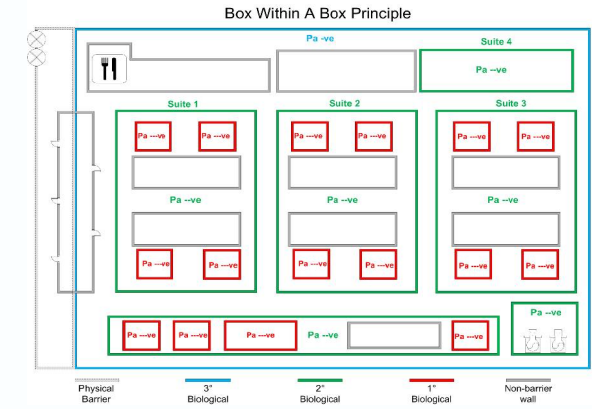 Box Within A Box Principle
Pa -ve
Suite 4
Pa --ve
Suite 1
Suite 2
Suite 3
Pa ---ve
Pa ---ve
Pa ---ve
Pa ---ve
Pa ---ve
Pa ---ve
Pa --ve
Pa --ve
Pa --ve
Pa ---ve
Pa ---ve
Pa ---ve
Pa ---ve
Pa ---ve
Pa ---ve
Pa --ve
Pa ---ve
Pa ---ve
Pa ---ve
Pa --ve
Pa ---ve
Physical Barrier
3° Biological
2° Biological
1° Biological
Non-barrier wall